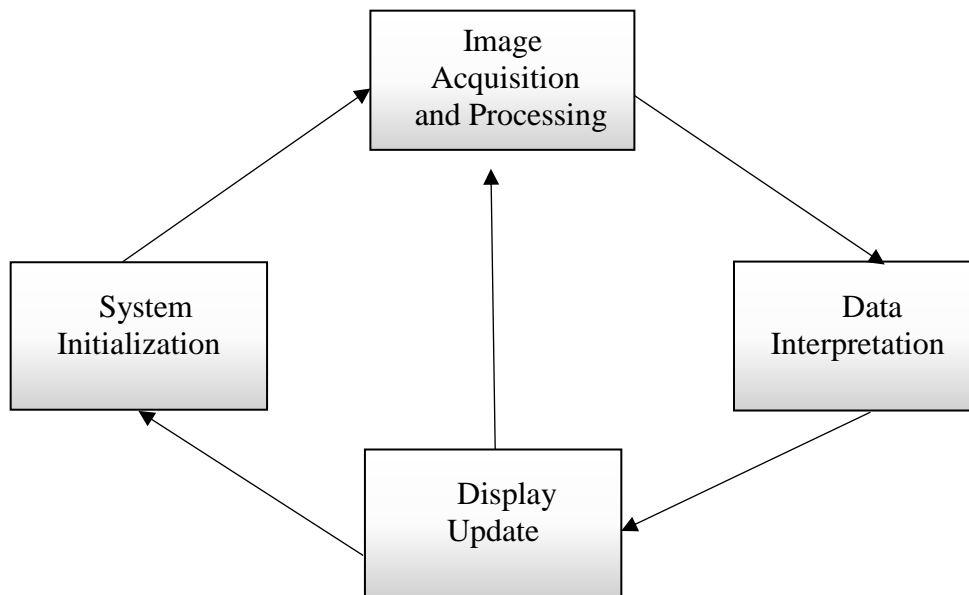 Image
Acquisition
and Processing
System
Initialization
Data
Interpretation
Display
Update